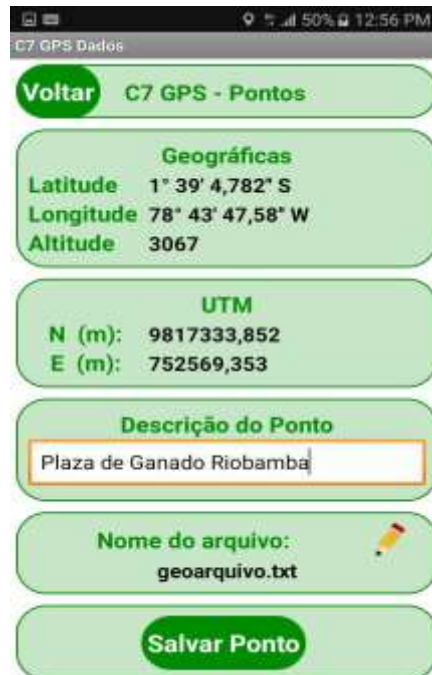 50% 12:56 PM
C7 GPS Dados
Voltar C7 GPS - Pontos
Geográficas
Latitude 1° 39' 4,782" S
Longitude 78° 43' 47,58" W
Altitude 3067
UTM
N (m): 9817333,852
E (m): 752569,353
Descrição do Ponto
Plaza de Ganado Riobamba
Nome do arquivo:
geoarquivo.txt
Salvar Ponto